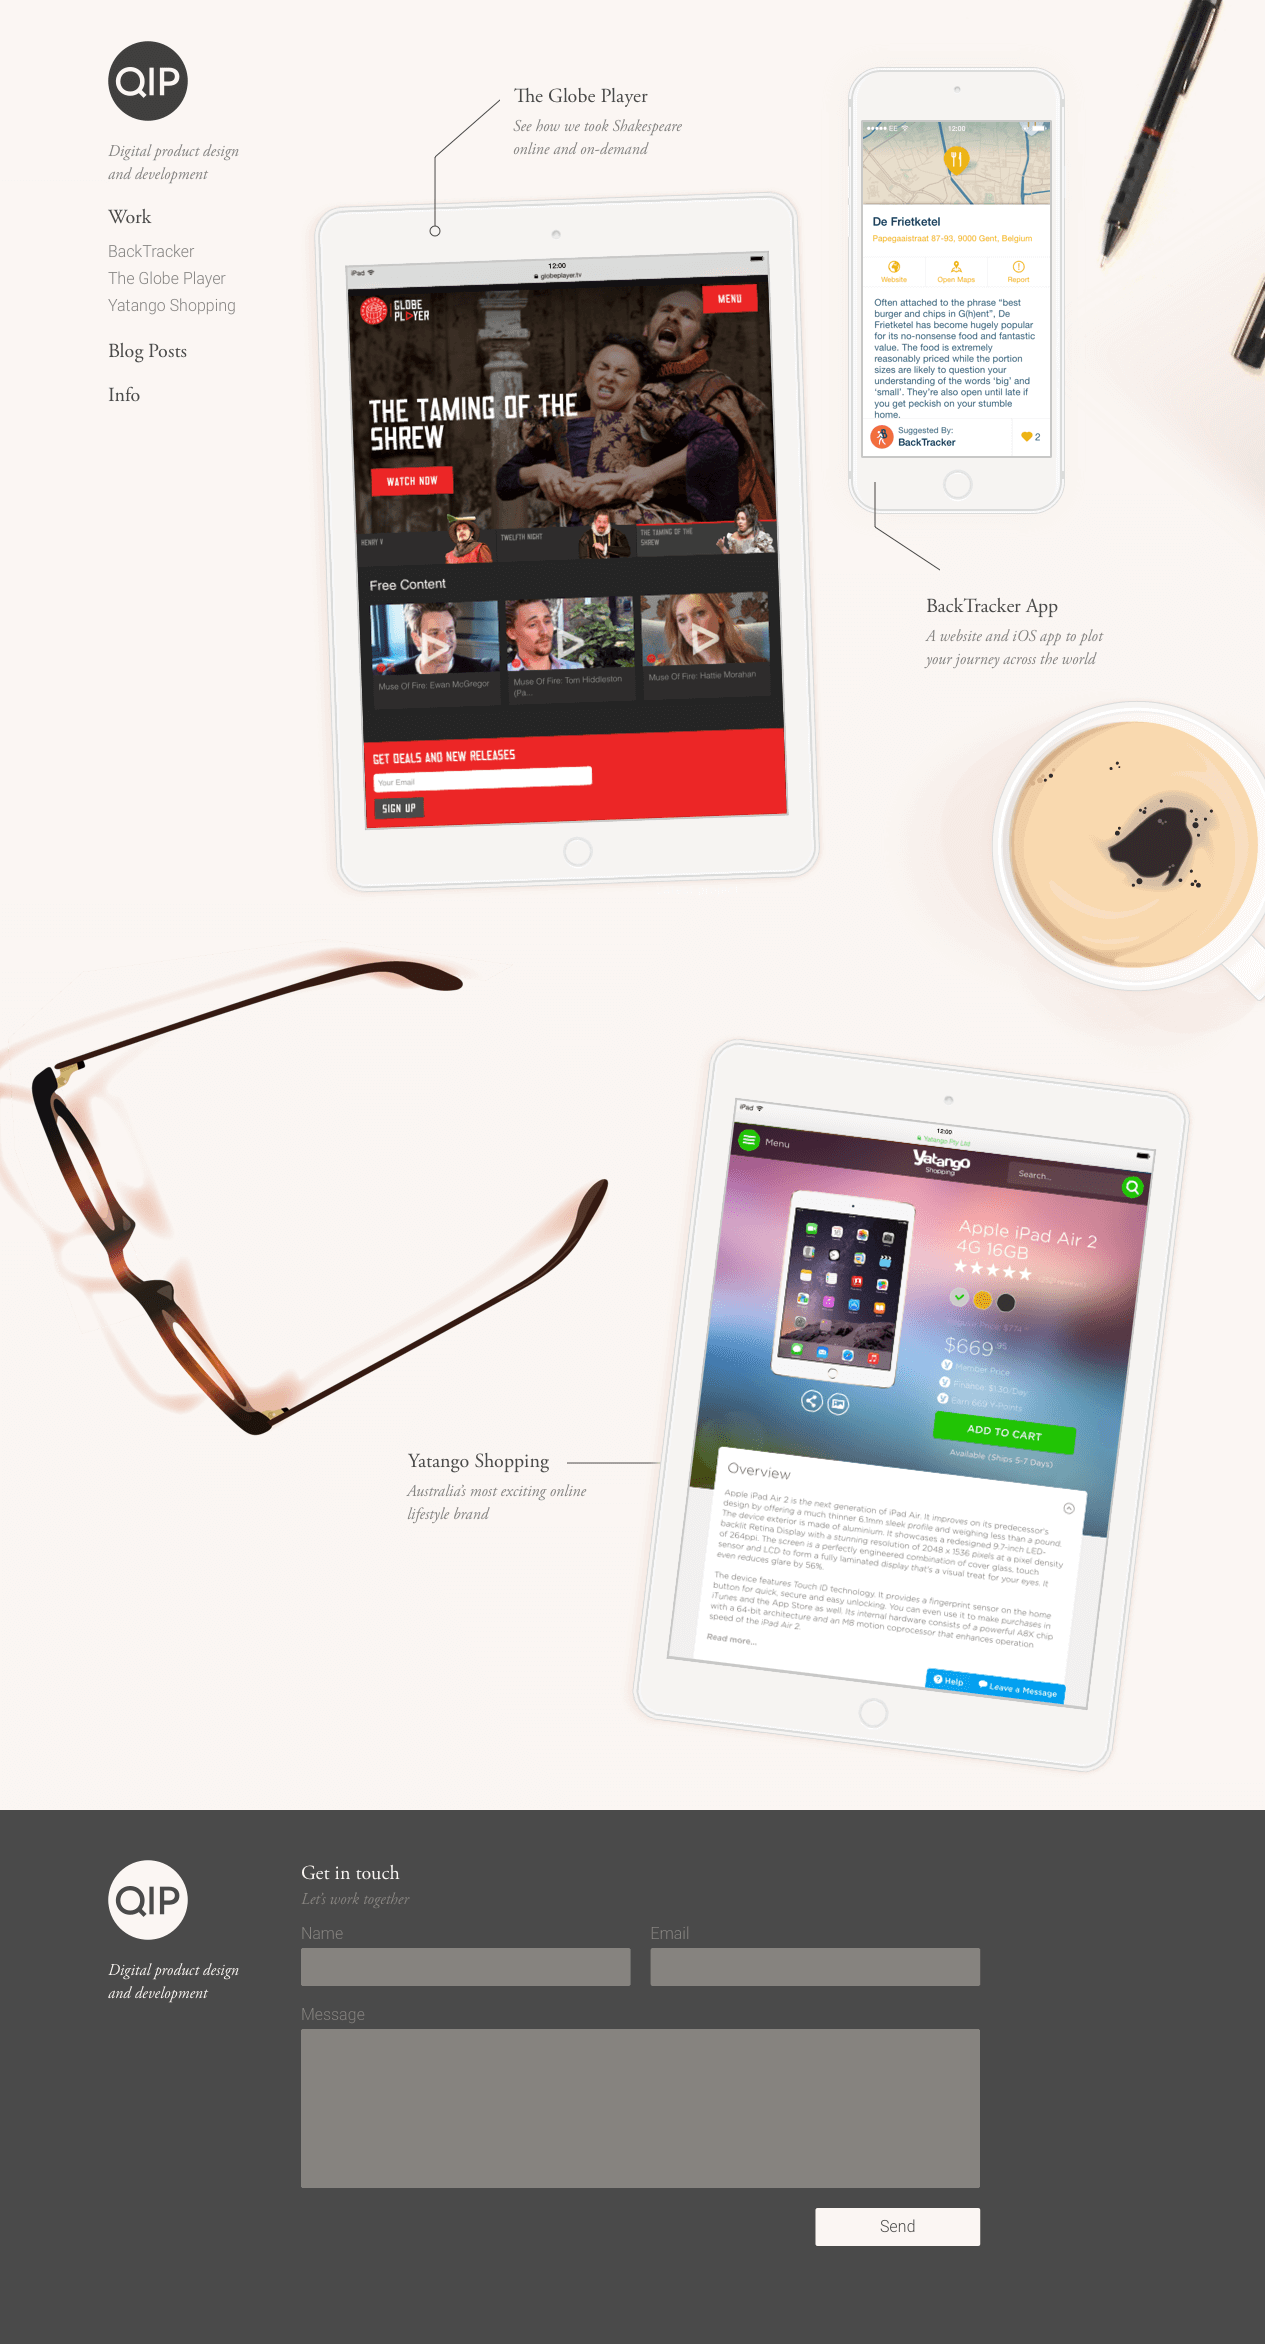 QIP
Digital product design
and development
Work
BackTracker
The Globe Player
Yatango Shopping
Blog Posts
Info
The Globe Player
See how we took Shakespeare
online and on-demand
iPad
12:00
globeplayer.tv
GLOBE
PLAYER
MENU
THE TAMING OF THE
SHREW
WATCH NOW
HENRY V
TWELFTH NIGHT
THE TAMING OF THE
SHREW
Free Content
Muse Of Fire: Ewan McGregor
Muse Of Fire: Tom Hiddleston
(Pa...
Muse Of Fire: Hattie Morahan
GET DEALS AND NEW RELEASES
Your Email
SIGN UP
EE
12:00
De Frietketel
Papegaaistraat 87-93, 9000 Gent, Belgium
Website
Open Maps
Report
Often attached to the phrase “best
burger and chips in G(h)ent”, De
Frietketel has become hugely popular
for its no-nonsense food and fantastic
value. The food is extremely
reasonably priced while the portion
sizes are likely to question your
understanding of the words ‘big’ and
‘small’. They’re also open until late if
you get peckish on your stumble
home.
Suggested By:
BackTracker
2
BackTracker App
A website and iOS app to plot
your journey across the world
Yatango Shopping
Australia’s most exciting online
lifestyle brand
iPad
12:00
Yatango Pty Ltd
Menu
Yatango
Shopping
Search...
Apple iPad Air 2
4G 16GB
Regular Price: $774
$669.95
Member Price
Finance: $1.30/Day
Earn 669 Y-Points
ADD TO CART
Available (Ships 5-7 Days)
Overview
Apple iPad Air 2 is the next generation of iPad Air. It improves on its predecessor's
design by offering a much thinner 6.1mm sleek profile and weighing less than a pound.
The device exterior is made of aluminium. It showcases a redesigned 9.7-inch LED-
backlit Retina Display with a stunning resolution of 2048 x 1536 pixels at a pixel density
of 264ppi. The screen is a perfectly engineered combination of cover glass, touch
sensor and LCD to form a fully laminated display that's a visual treat for your eyes. It
even reduces glare by 56%.
The device features Touch ID technology. It provides a fingerprint sensor on the home
button for quick, secure and easy unlocking. You can even use it to make purchases in
iTunes and the App Store as well. Its internal hardware consists of a powerful A8X chip
with a 64-bit architecture and an M8 motion coprocessor that enhances operation
speed of the iPad Air 2.
Read more...
Help
Leave a Message
QIP
Digital product design
and development
Get in touch
Let’s work together
Name
Email
Message
Send